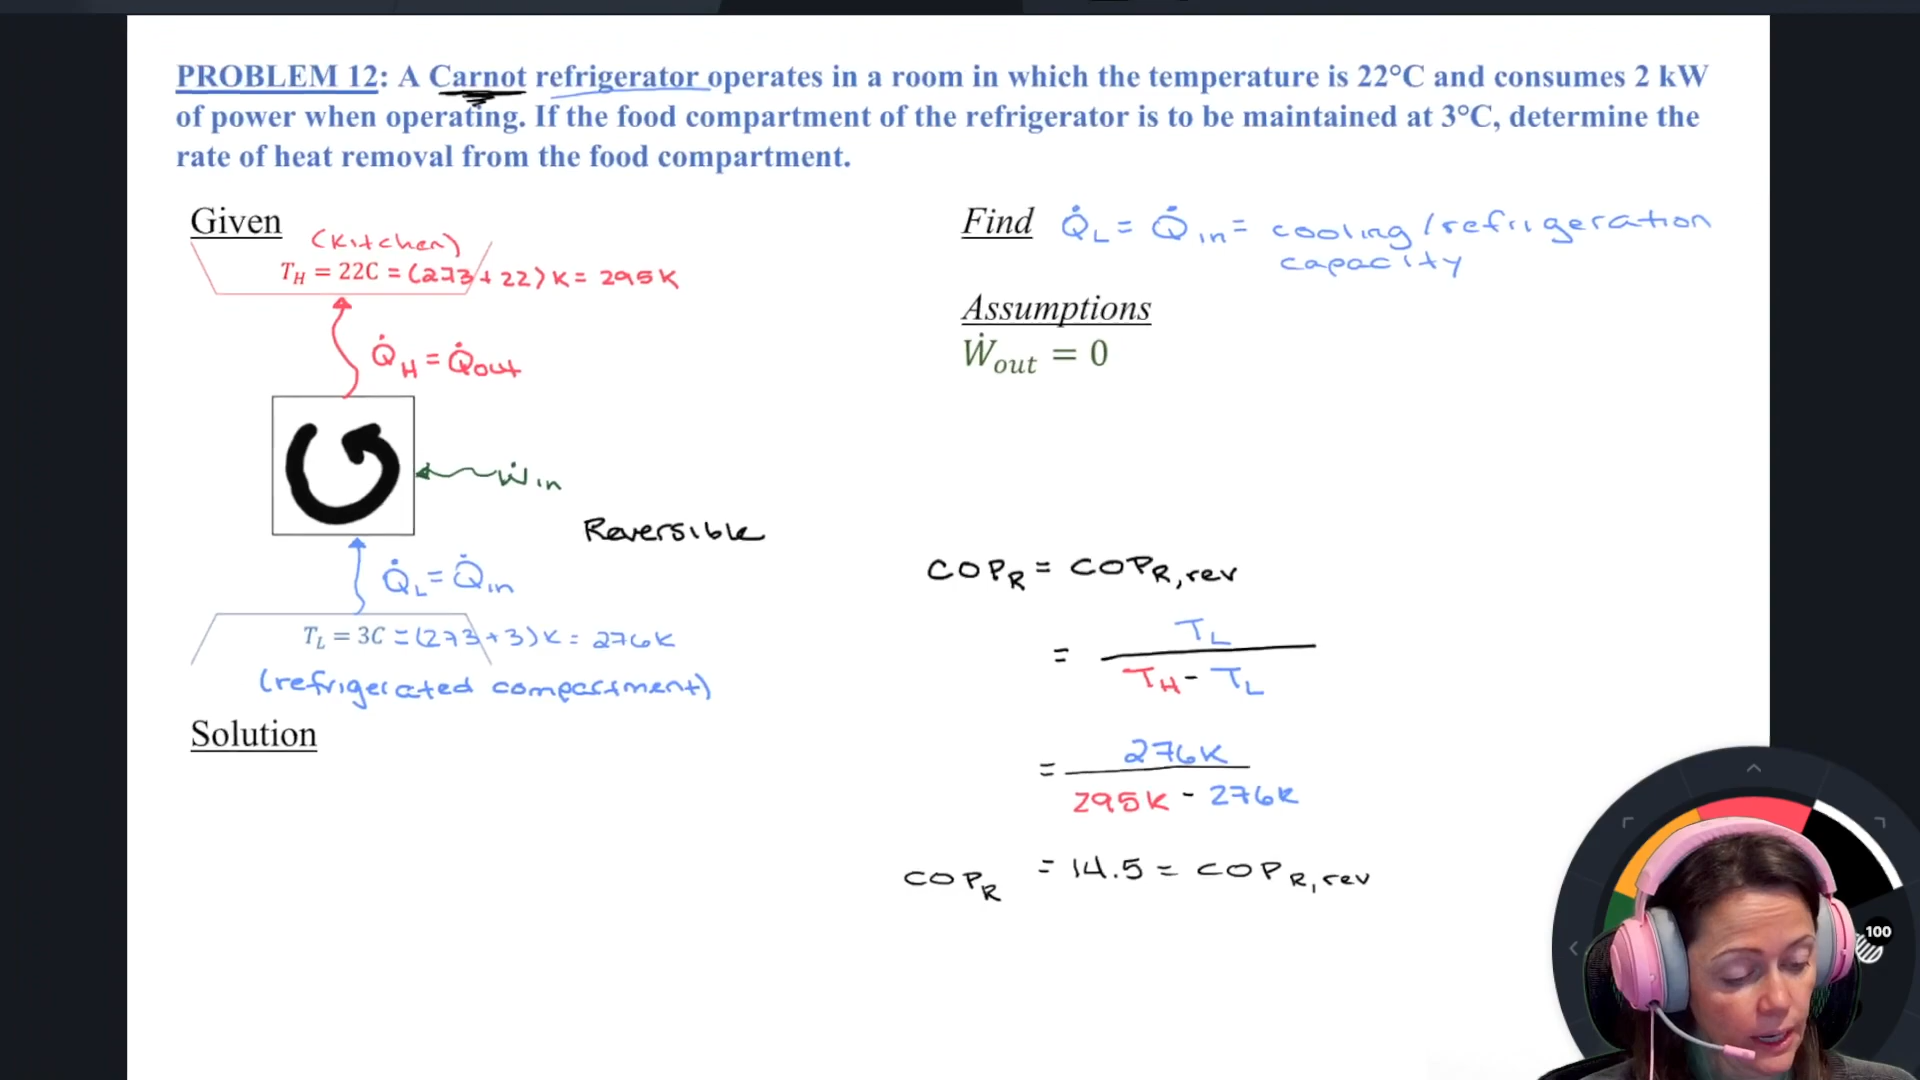 PROBLEM 12: A Carnot refrigerator operates in a room in which the temperature is 22°C and consumes 2 kW
of power when operating. If the food compartment of the refrigerator is to be maintained at 3°C, determine the
rate of heat removal from the food compartment.
Given
(Kitchen)
T_H = 22C = (273 + 22) K = 295 K
Q̇_H = Q̇_out
Ẇ_in
Reversible
Q̇_L = Q̇_in
T_L = 3C = (273 + 3) K = 276 K
(refrigerated compartment)
Solution
Find Q̇_L = Q̇_in = cooling / refrigeration
capacity
Assumptions
Ẇ_out = 0
COP_R = COP_R,rev
= T_L
T_H - T_L
= 276K
295K - 276K
COP_R = 14.5 = COP_R,rev
100